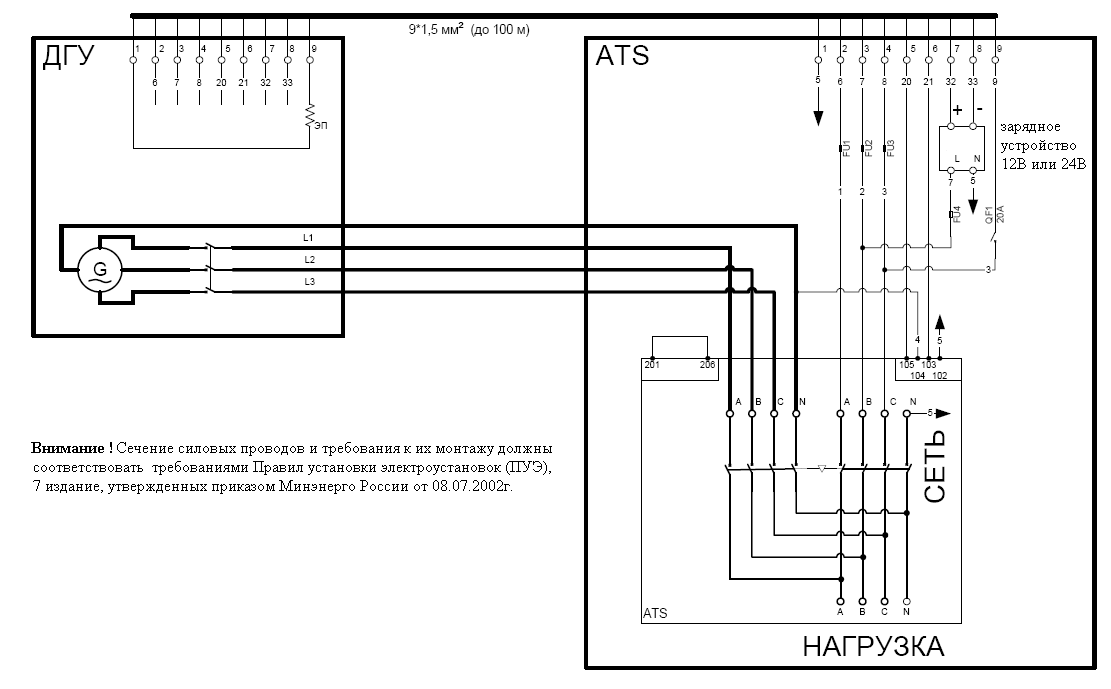 9*1,5 мм² (до 100 м)
ДГУ
1 2 3 4 5 6 7 8 9
6 7 8 20 21 32 33
ЭП
ATS
1 2 3 4 5 6 7 8 9
5 6 7 8 20 21 32 33 9
+ -
зарядное
устройство
12В или 24В
L N
7 5
FU1 FU2 FU3
FU4
QF1
20A
1 2 3
3
G
L1
L2
L3
4 5
201 206
105 103
104 102
A B C N
A B C N
5
СЕТЬ
Внимание ! Сечение силовых проводов и требования к их монтажу должны
соответствовать требованиями Правил установки электроустановок (ПУЭ),
7 издание, утвержденных приказом Минэнерго России от 08.07.2002г.
A B C N
ATS
НАГРУЗКА